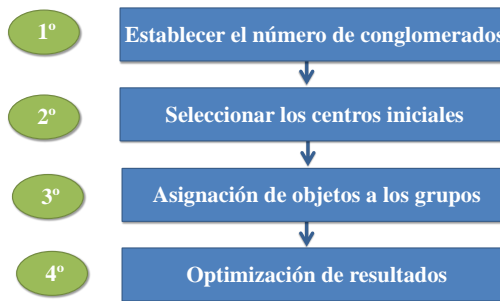 1º
Establecer el número de conglomerados
2º
Seleccionar los centros iniciales
3º
Asignación de objetos a los grupos
4º
Optimización de resultados